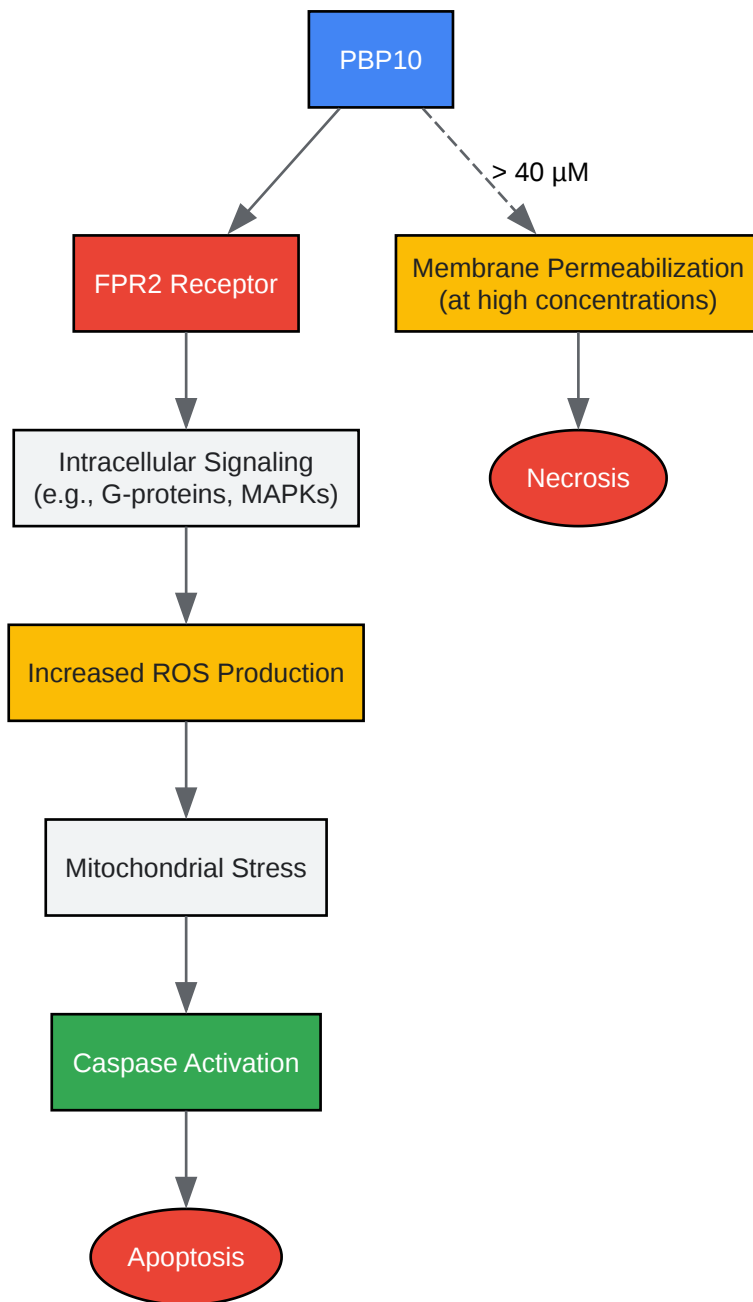 PBP10
> 40 µM
FPR2 Receptor
Membrane Permeabilization
(at high concentrations)
Intracellular Signaling
(e.g., G-proteins, MAPKs)
Necrosis
Increased ROS Production
Mitochondrial Stress
Caspase Activation
Apoptosis